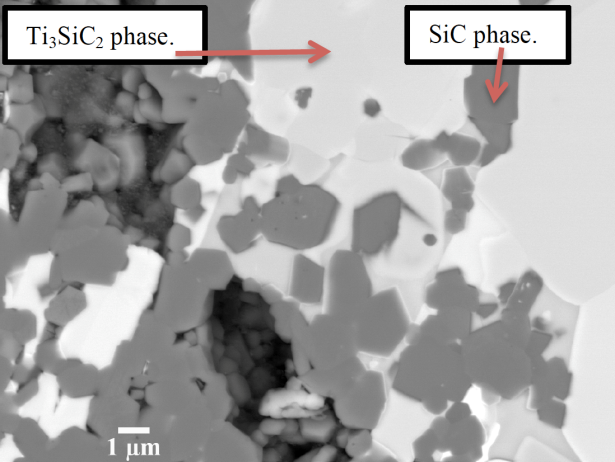 Ti₃SiC₂ phase.
SiC phase.
1 μm